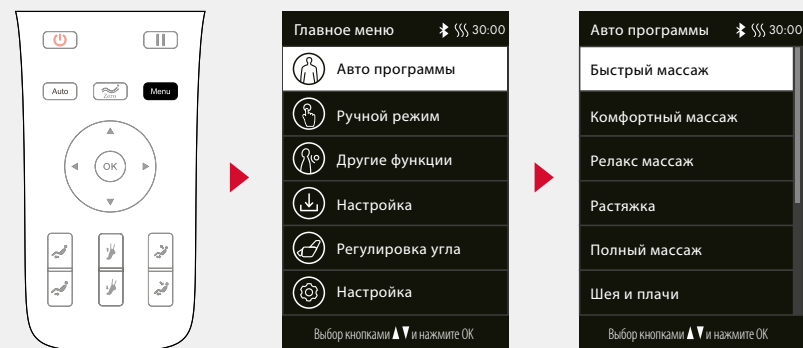 Auto
Zero
Menu
OK
Главное меню 30:00
Авто программы
Ручной режим
Другие функции
Настройка
Регулировка угла
Настройка
Выбор кнопками ▲▼ и нажмите OK
Авто программы 30:00
Быстрый массаж
Комфортный массаж
Релакс массаж
Растяжка
Полный массаж
Шея и плачи
Выбор кнопками ▲▼ и нажмите OK